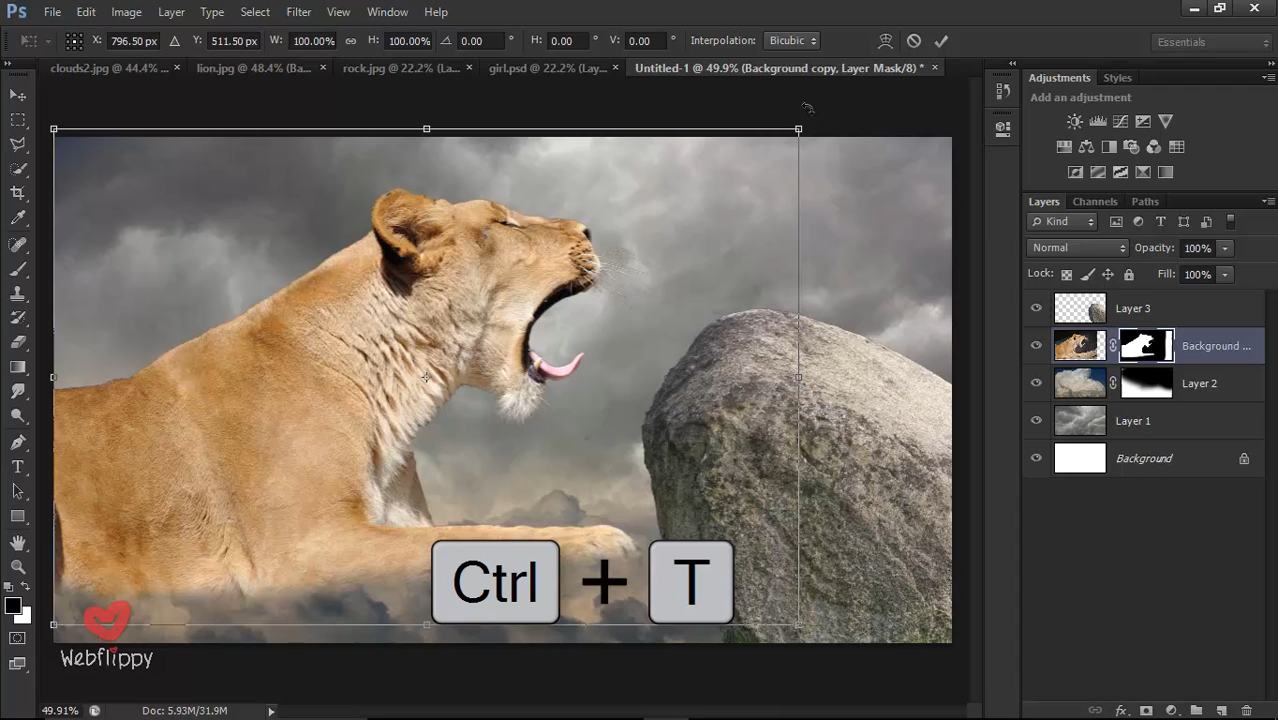 Ps File Edit Image Layer Type Select Filter View Window Help
X: 796.50 px Y: 511.50 px W: 100.00% H: 100.00% 0.00 ° H: 0.00 ° V: 0.00 ° Interpolation: Bicubic Essentials
clouds2.jpg @ 44.4% ... × lion.jpg @ 48.4% (Ba... × rock.jpg @ 22.2% (La... × girl.psd @ 22.2% (Lay... × Untitled-1 @ 49.9% (Background copy, Layer Mask/8) * ×
Adjustments Styles
Add an adjustment
Layers Channels Paths
Kind
Normal Opacity: 100%
Lock: Fill: 100%
Layer 3
Background ...
Layer 2
Layer 1
Background
Ctrl + T
Webflippy
49.91% Doc: 5.93M/31.9M